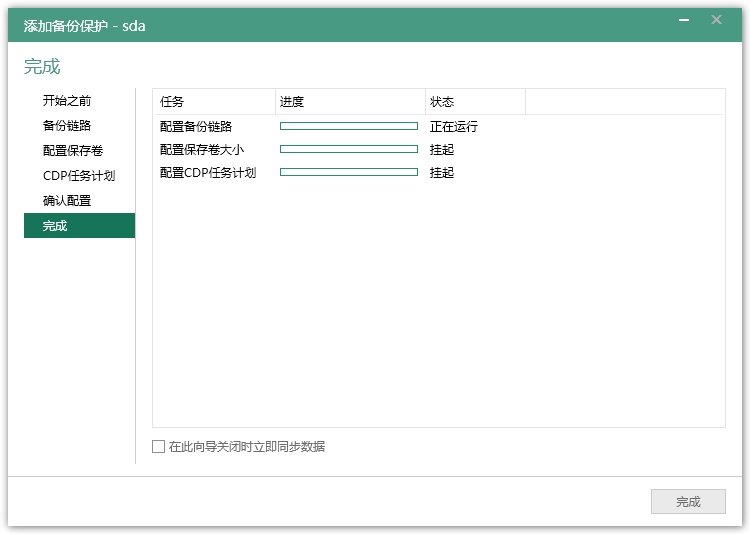 添加备份保护 - sda
完成
开始之前
备份链路
配置保存卷
CDP任务计划
确认配置
完成
任务 进度 状态
配置备份链路 正在运行
配置保存卷大小 挂起
配置CDP任务计划 挂起
在此向导关闭时立即同步数据
完成